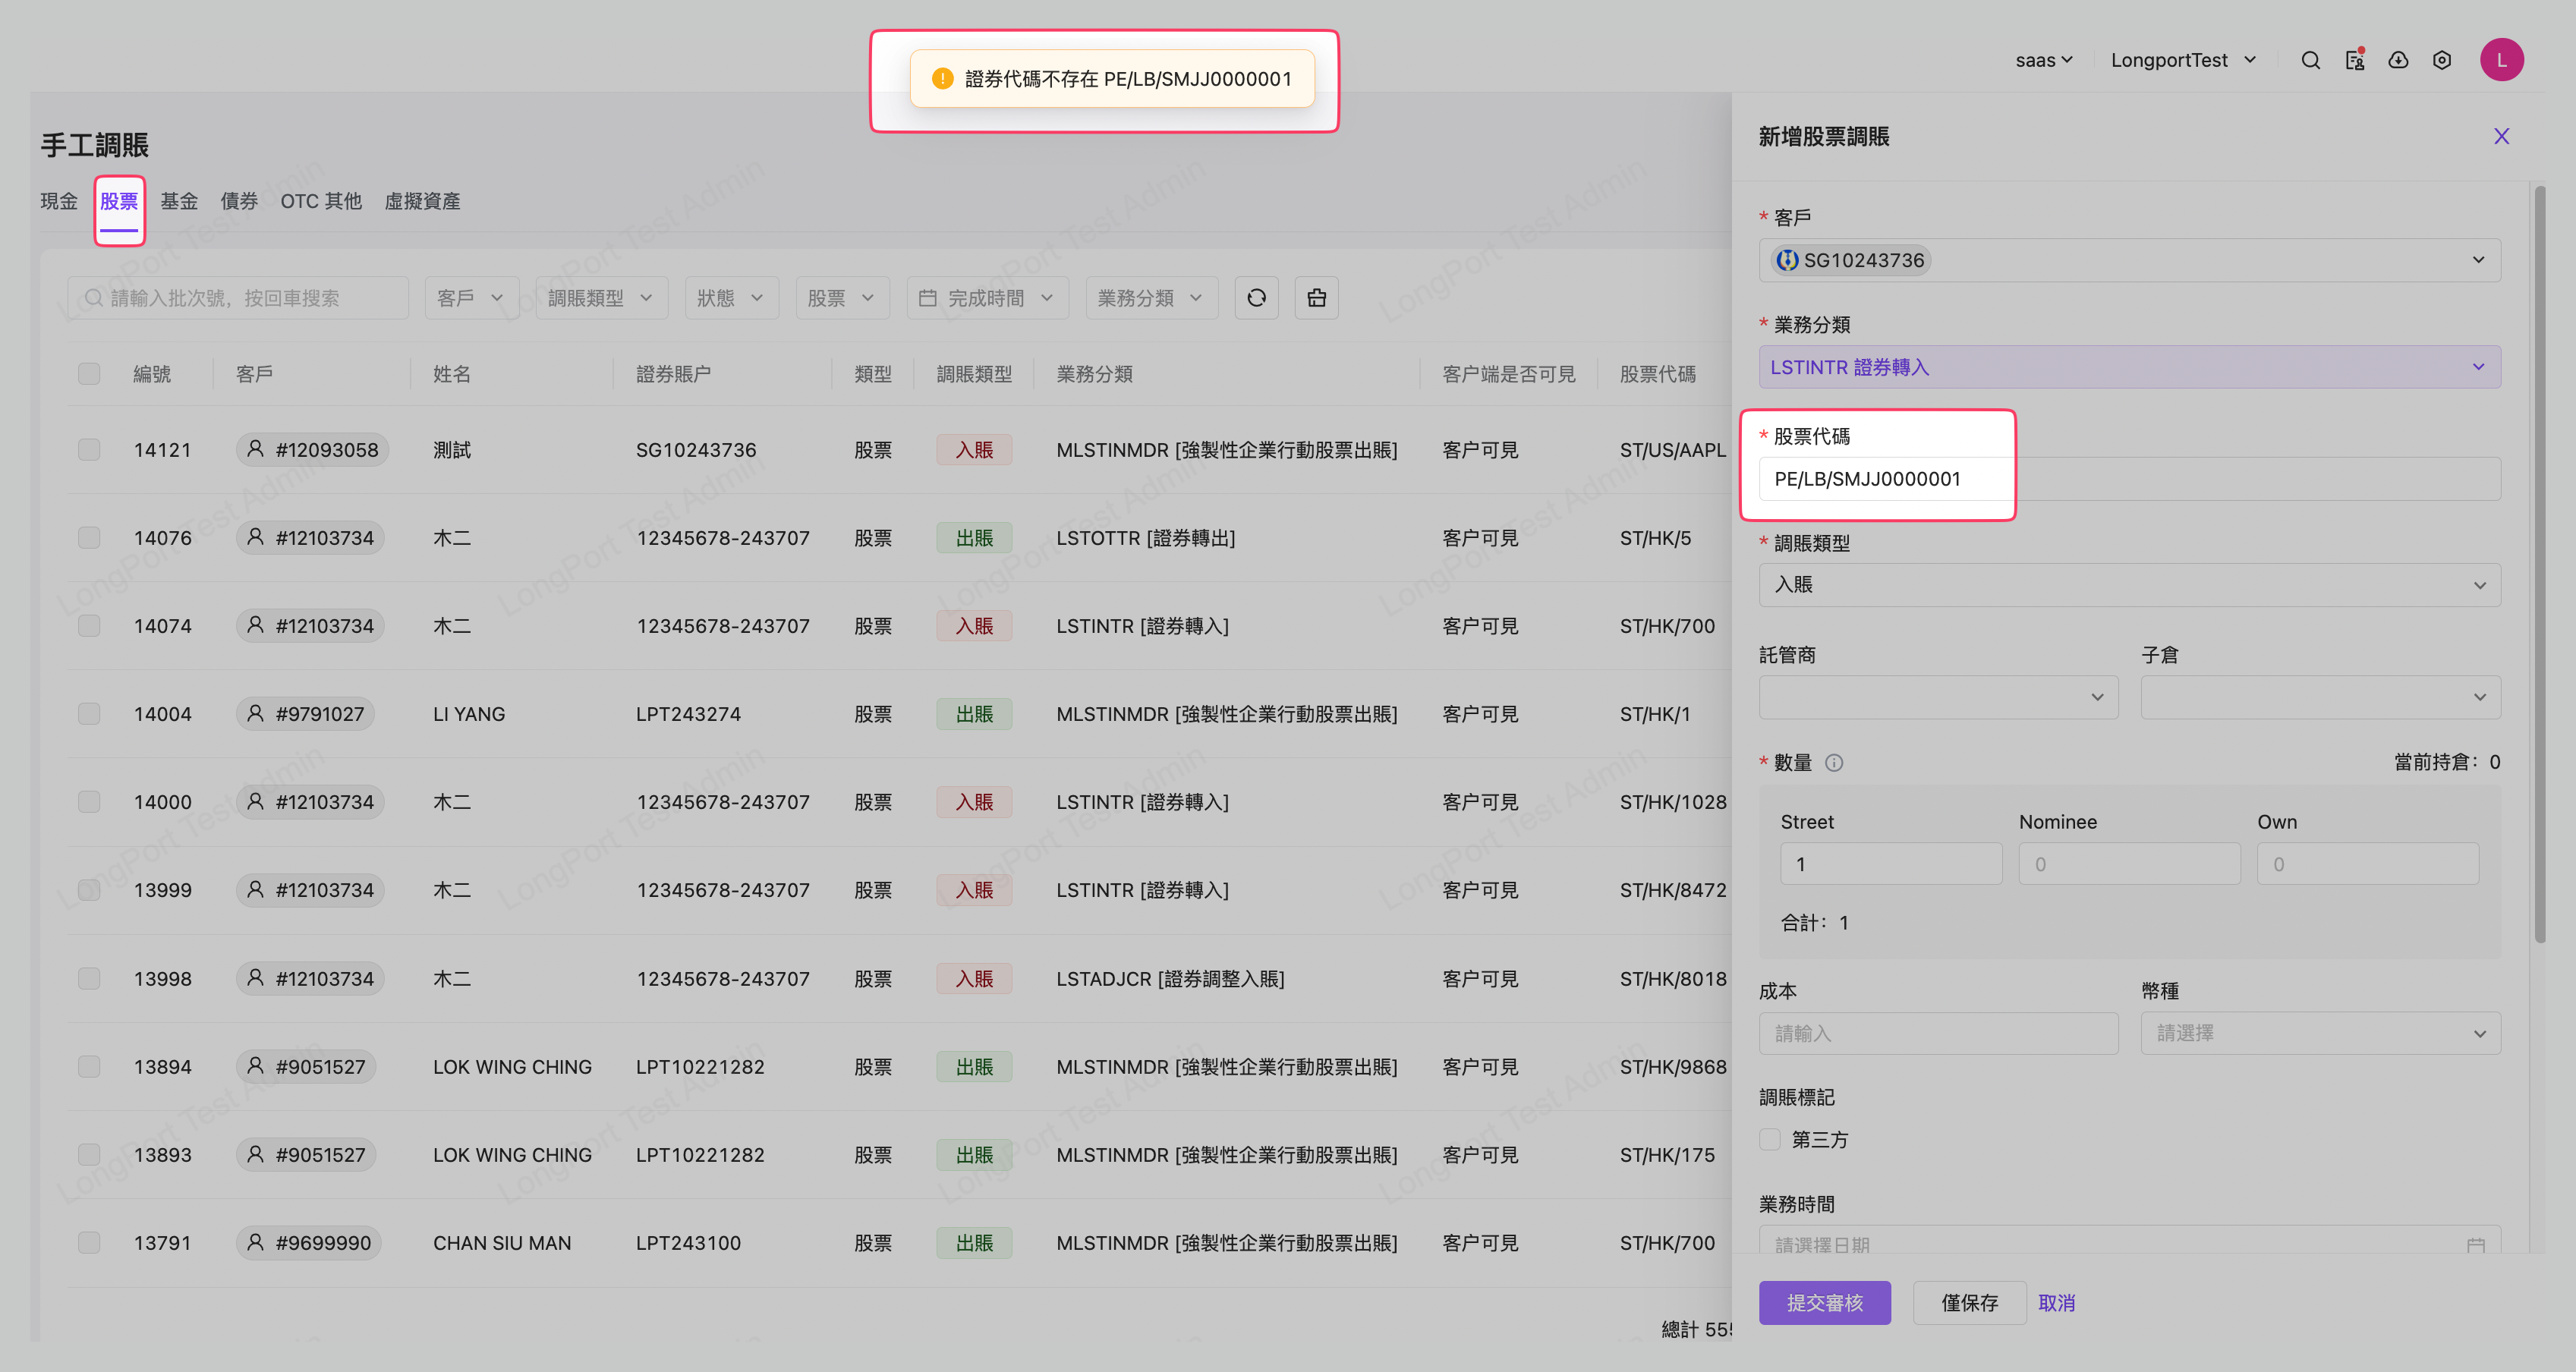 證券代碼不存在 PE/LB/SMJJ0000001
saas
LongportTest
L
手工調賬
現金 股票 基金 債券 OTC 其他 虛擬資產
請輸入批次號，按回車搜索 客戶 調賬類型 狀態 股票 完成時間 業務分類
編號 客戶 姓名 證券賬户 類型 調賬類型 業務分類 客户端是否可見 股票代碼
14121 #12093058 測試 SG10243736 股票 入賬 MLSTINMDR [強製性企業行動股票出賬] 客户可見 ST/US/AAPL
14076 #12103734 木二 12345678-243707 股票 出賬 LSTOTTR [證券轉出] 客户可見 ST/HK/5
14074 #12103734 木二 12345678-243707 股票 入賬 LSTINTR [證券轉入] 客户可見 ST/HK/700
14004 #9791027 LI YANG LPT243274 股票 出賬 MLSTINMDR [強製性企業行動股票出賬] 客户可見 ST/HK/1
14000 #12103734 木二 12345678-243707 股票 入賬 LSTINTR [證券轉入] 客户可見 ST/HK/1028
13999 #12103734 木二 12345678-243707 股票 入賬 LSTINTR [證券轉入] 客户可見 ST/HK/8472
13998 #12103734 木二 12345678-243707 股票 入賬 LSTADJCR [證券調整入賬] 客户可見 ST/HK/8018
13894 #9051527 LOK WING CHING LPT10221282 股票 出賬 MLSTINMDR [強製性企業行動股票出賬] 客户可見 ST/HK/9868
13893 #9051527 LOK WING CHING LPT10221282 股票 出賬 MLSTINMDR [強製性企業行動股票出賬] 客户可見 ST/HK/175
13791 #9699990 CHAN SIU MAN LPT243100 股票 出賬 MLSTINMDR [強製性企業行動股票出賬] 客户可見 ST/HK/700
總計 555
新增股票調賬
* 客戶
SG10243736
* 業務分類
LSTINTR 證券轉入
* 股票代碼
PE/LB/SMJJ0000001
* 調賬類型
入賬
託管商 子倉
* 數量 當前持倉：0
Street Nominee Own
1 0 0
合計：1
成本 幣種
請輸入 請選擇
調賬標記
第三方
業務時間
請選擇日期
提交審核 僅保存 取消
LongPort Test Admin